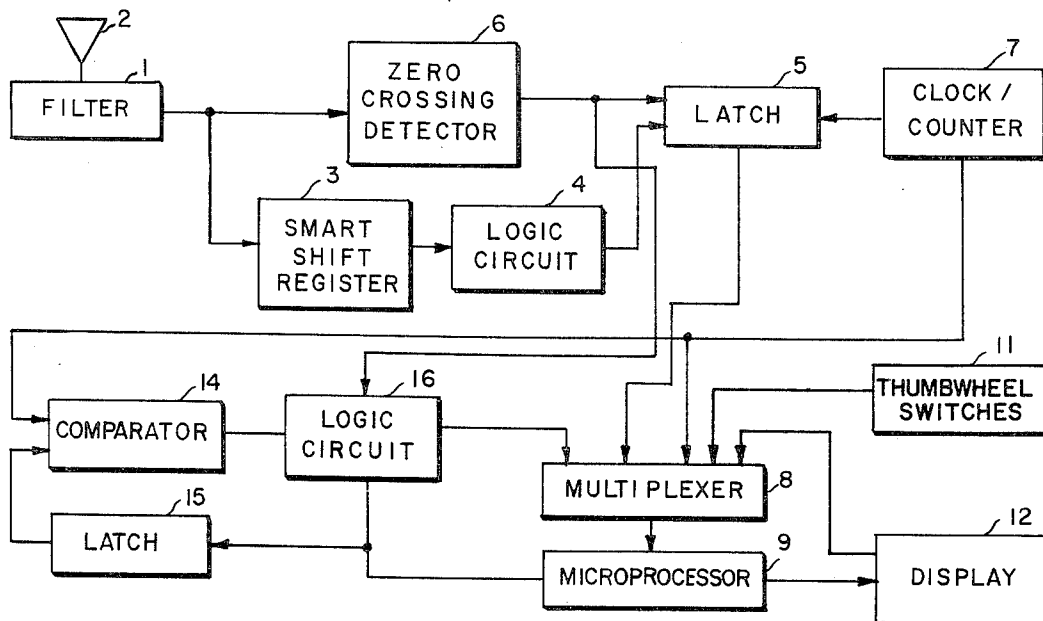 2
6
1
FILTER
ZERO
CROSSING
DETECTOR
5
LATCH
7
CLOCK /
COUNTER
3
SMART
SHIFT
REGISTER
4
LOGIC
CIRCUIT
14
COMPARATOR
16
LOGIC
CIRCUIT
11
THUMBWHEEL
SWITCHES
15
LATCH
MULTIPLEXER
8
9
MICROPROCESSOR
12
DISPLAY